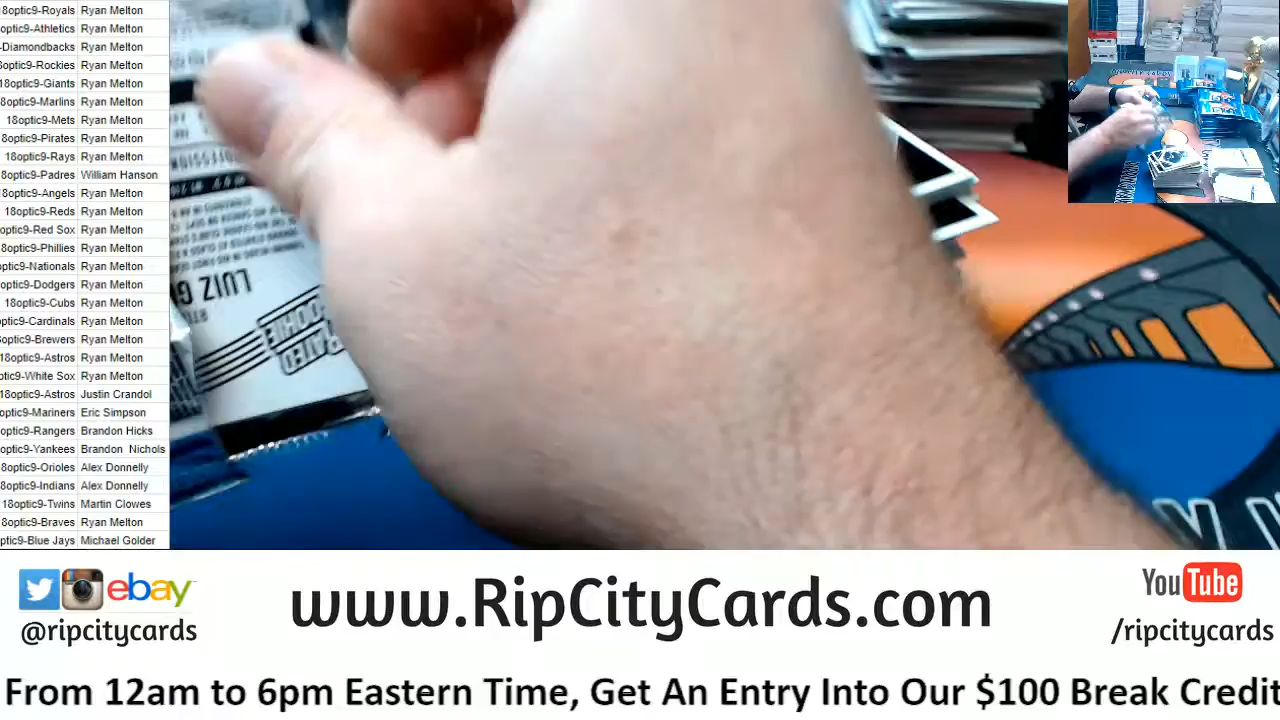 8optic9-Royals Ryan Melton
optic9-Athletics Ryan Melton
-Diamondbacks Ryan Melton
8optic9-Rockies Ryan Melton
18optic9-Giants Ryan Melton
8optic9-Marlins Ryan Melton
18optic9-Mets Ryan Melton
8optic9-Pirates Ryan Melton
18optic9-Rays Ryan Melton
8optic9-Padres William Hanson
8optic9-Angels Ryan Melton
18optic9-Reds Ryan Melton
optic9-Red Sox Ryan Melton
8optic9-Phillies Ryan Melton
optic9-Nationals Ryan Melton
optic9-Dodgers Ryan Melton
18optic9-Cubs Ryan Melton
optic9-Cardinals Ryan Melton
optic9-Brewers Ryan Melton
18optic9-Astros Ryan Melton
optic9-White Sox Ryan Melton
18optic9-Astros Justin Crandol
optic9-Mariners Eric Simpson
optic9-Rangers Brandon Hicks
optic9-Yankees Brandon Nichols
8optic9-Orioles Alex Donnelly
8optic9-Indians Alex Donnelly
18optic9-Twins Martin Clowes
8optic9-Braves Ryan Melton
ptic9-Blue Jays Michael Golder
LUIZ G
RATED
ROOKIE
ebay
@ripcitycards
www.RipCityCards.com
YouTube
/ripcitycards
From 12am to 6pm Eastern Time, Get An Entry Into Our $100 Break Credit